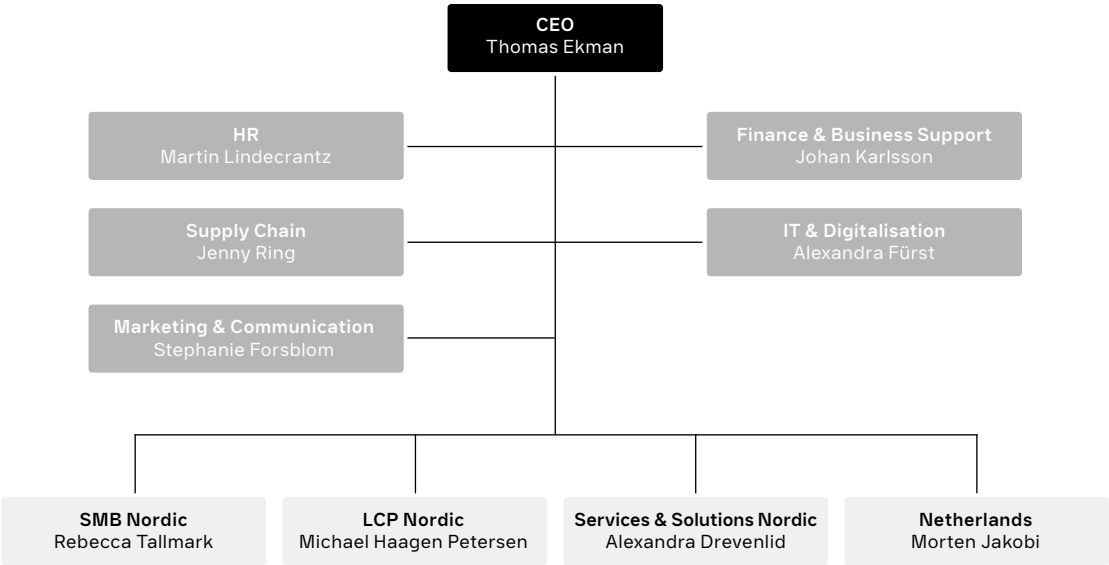 CEO
Thomas Ekman
HR
Martin Lindecrantz
Finance & Business Support
Johan Karlsson
Supply Chain
Jenny Ring
IT & Digitalisation
Alexandra Fürst
Marketing & Communication
Stephanie Forsblom
SMB Nordic
Rebecca Tallmark
LCP Nordic
Michael Haagen Petersen
Services & Solutions Nordic
Alexandra Drevenlid
Netherlands
Morten Jakobi